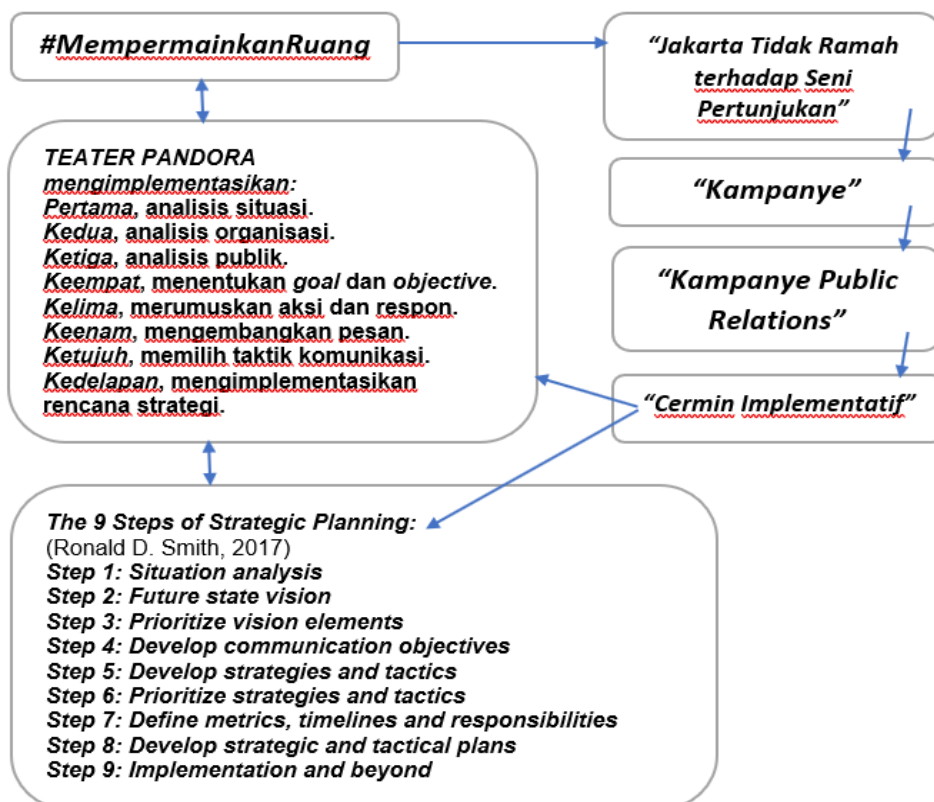 #MempermainkanRuang
“Jakarta Tidak Ramah
terhadap Seni
Pertunjukan”
TEATER PANDORA
mengimplementasikan:
Pertama, analisis situasi.
Kedua, analisis organisasi.
Ketiga, analisis publik.
Keempat, menentukan goal dan objective.
Kelima, merumuskan aksi dan respon.
Keenam, mengembangkan pesan.
Ketujuh, memilih taktik komunikasi.
Kedelapan, mengimplementasikan
rencana strategi.
“Kampanye”
“Kampanye Public
Relations”
“Cermin Implementatif”
The 9 Steps of Strategic Planning:
(Ronald D. Smith, 2017)
Step 1: Situation analysis
Step 2: Future state vision
Step 3: Prioritize vision elements
Step 4: Develop communication objectives
Step 5: Develop strategies and tactics
Step 6: Prioritize strategies and tactics
Step 7: Define metrics, timelines and responsibilities
Step 8: Develop strategic and tactical plans
Step 9: Implementation and beyond